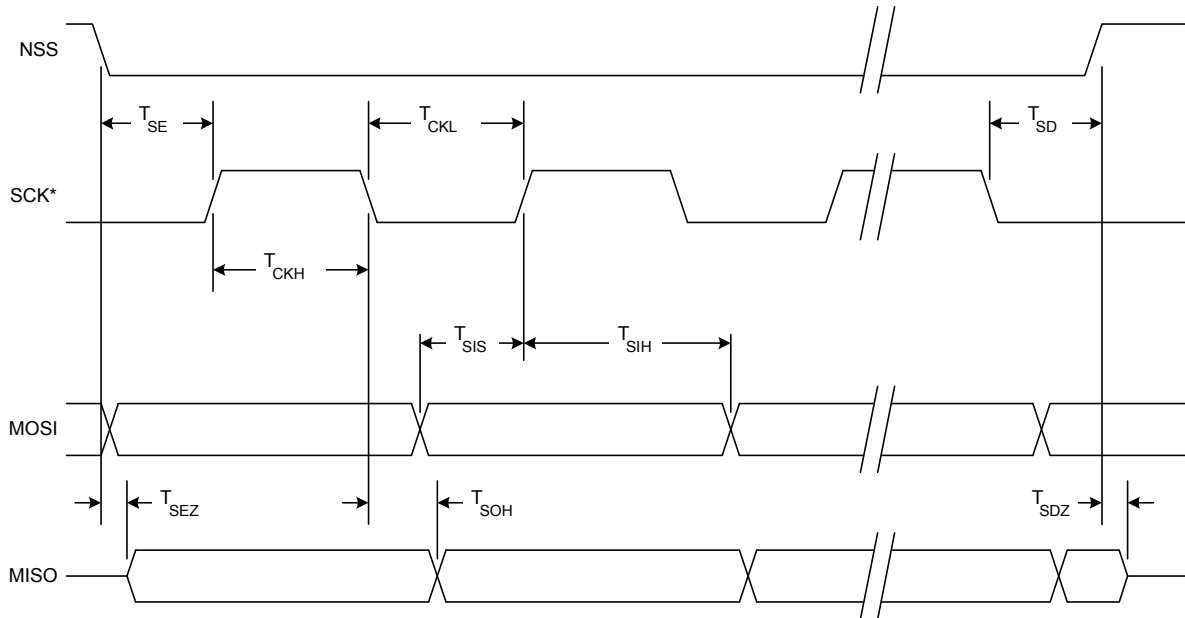 NSS
T_SE
T_CKL
T_SD
SCK*
T_CKH
T_SIS
T_SIH
MOSI
T_SEZ
T_SOH
T_SDZ
MISO